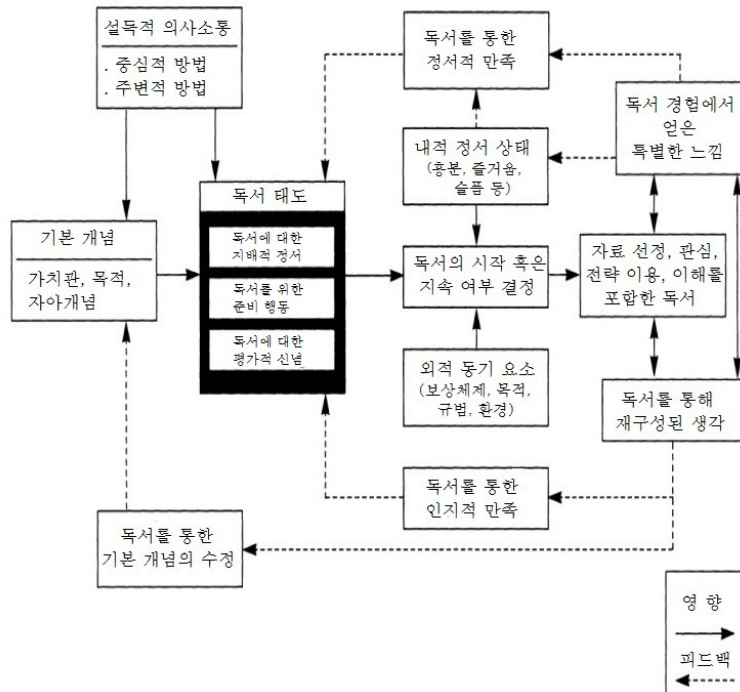 설득적 의사소통
. 중심적 방법
. 주변적 방법
독서를 통한
정서적 만족
독서 경험에서
얻은
특별한 느낌
내적 정서 상태
(흥분, 즐거움,
슬픔 등)
독서 태도
독서에 대한
지배적 정서
독서를 위한
준비 행동
독서에 대한
평가적 신념
기본 개념
가치관, 목적,
자아개념
독서의 시작 혹은
지속 여부 결정
자료 선정, 관심,
전략 이용, 이해를
포함한 독서
외적 동기 요소
(보상체계, 목적,
규범, 환경)
독서를 통해
재구성된 생각
독서를 통한
인지적 만족
독서를 통한
기본 개념의 수정
영 향
피드백